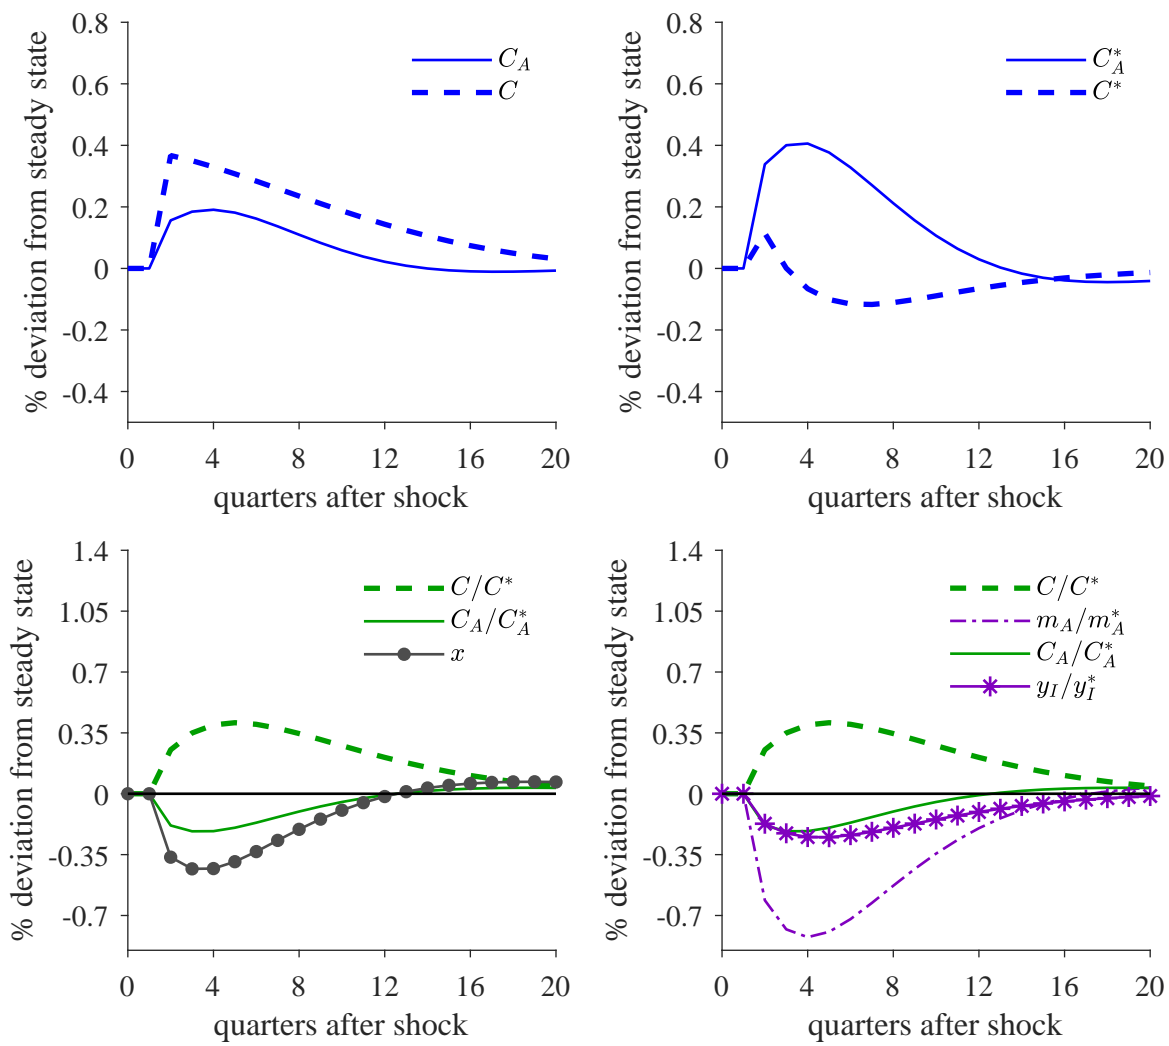 0.8
0.6
0.4
0.2
0
-0.2
-0.4
% deviation from steady state
C_A
C
0 4 8 12 16 20
quarters after shock
0.8
0.6
0.4
0.2
0
-0.2
-0.4
% deviation from steady state
C_A^*
C^*
0 4 8 12 16 20
quarters after shock
1.4
1.05
0.7
0.35
0
-0.35
-0.7
% deviation from steady state
C/C^*
C_A/C_A^*
x
0 4 8 12 16 20
quarters after shock
1.4
1.05
0.7
0.35
0
-0.35
-0.7
% deviation from steady state
C/C^*
m_A/m_A^*
C_A/C_A^*
y_I/y_I^*
0 4 8 12 16 20
quarters after shock